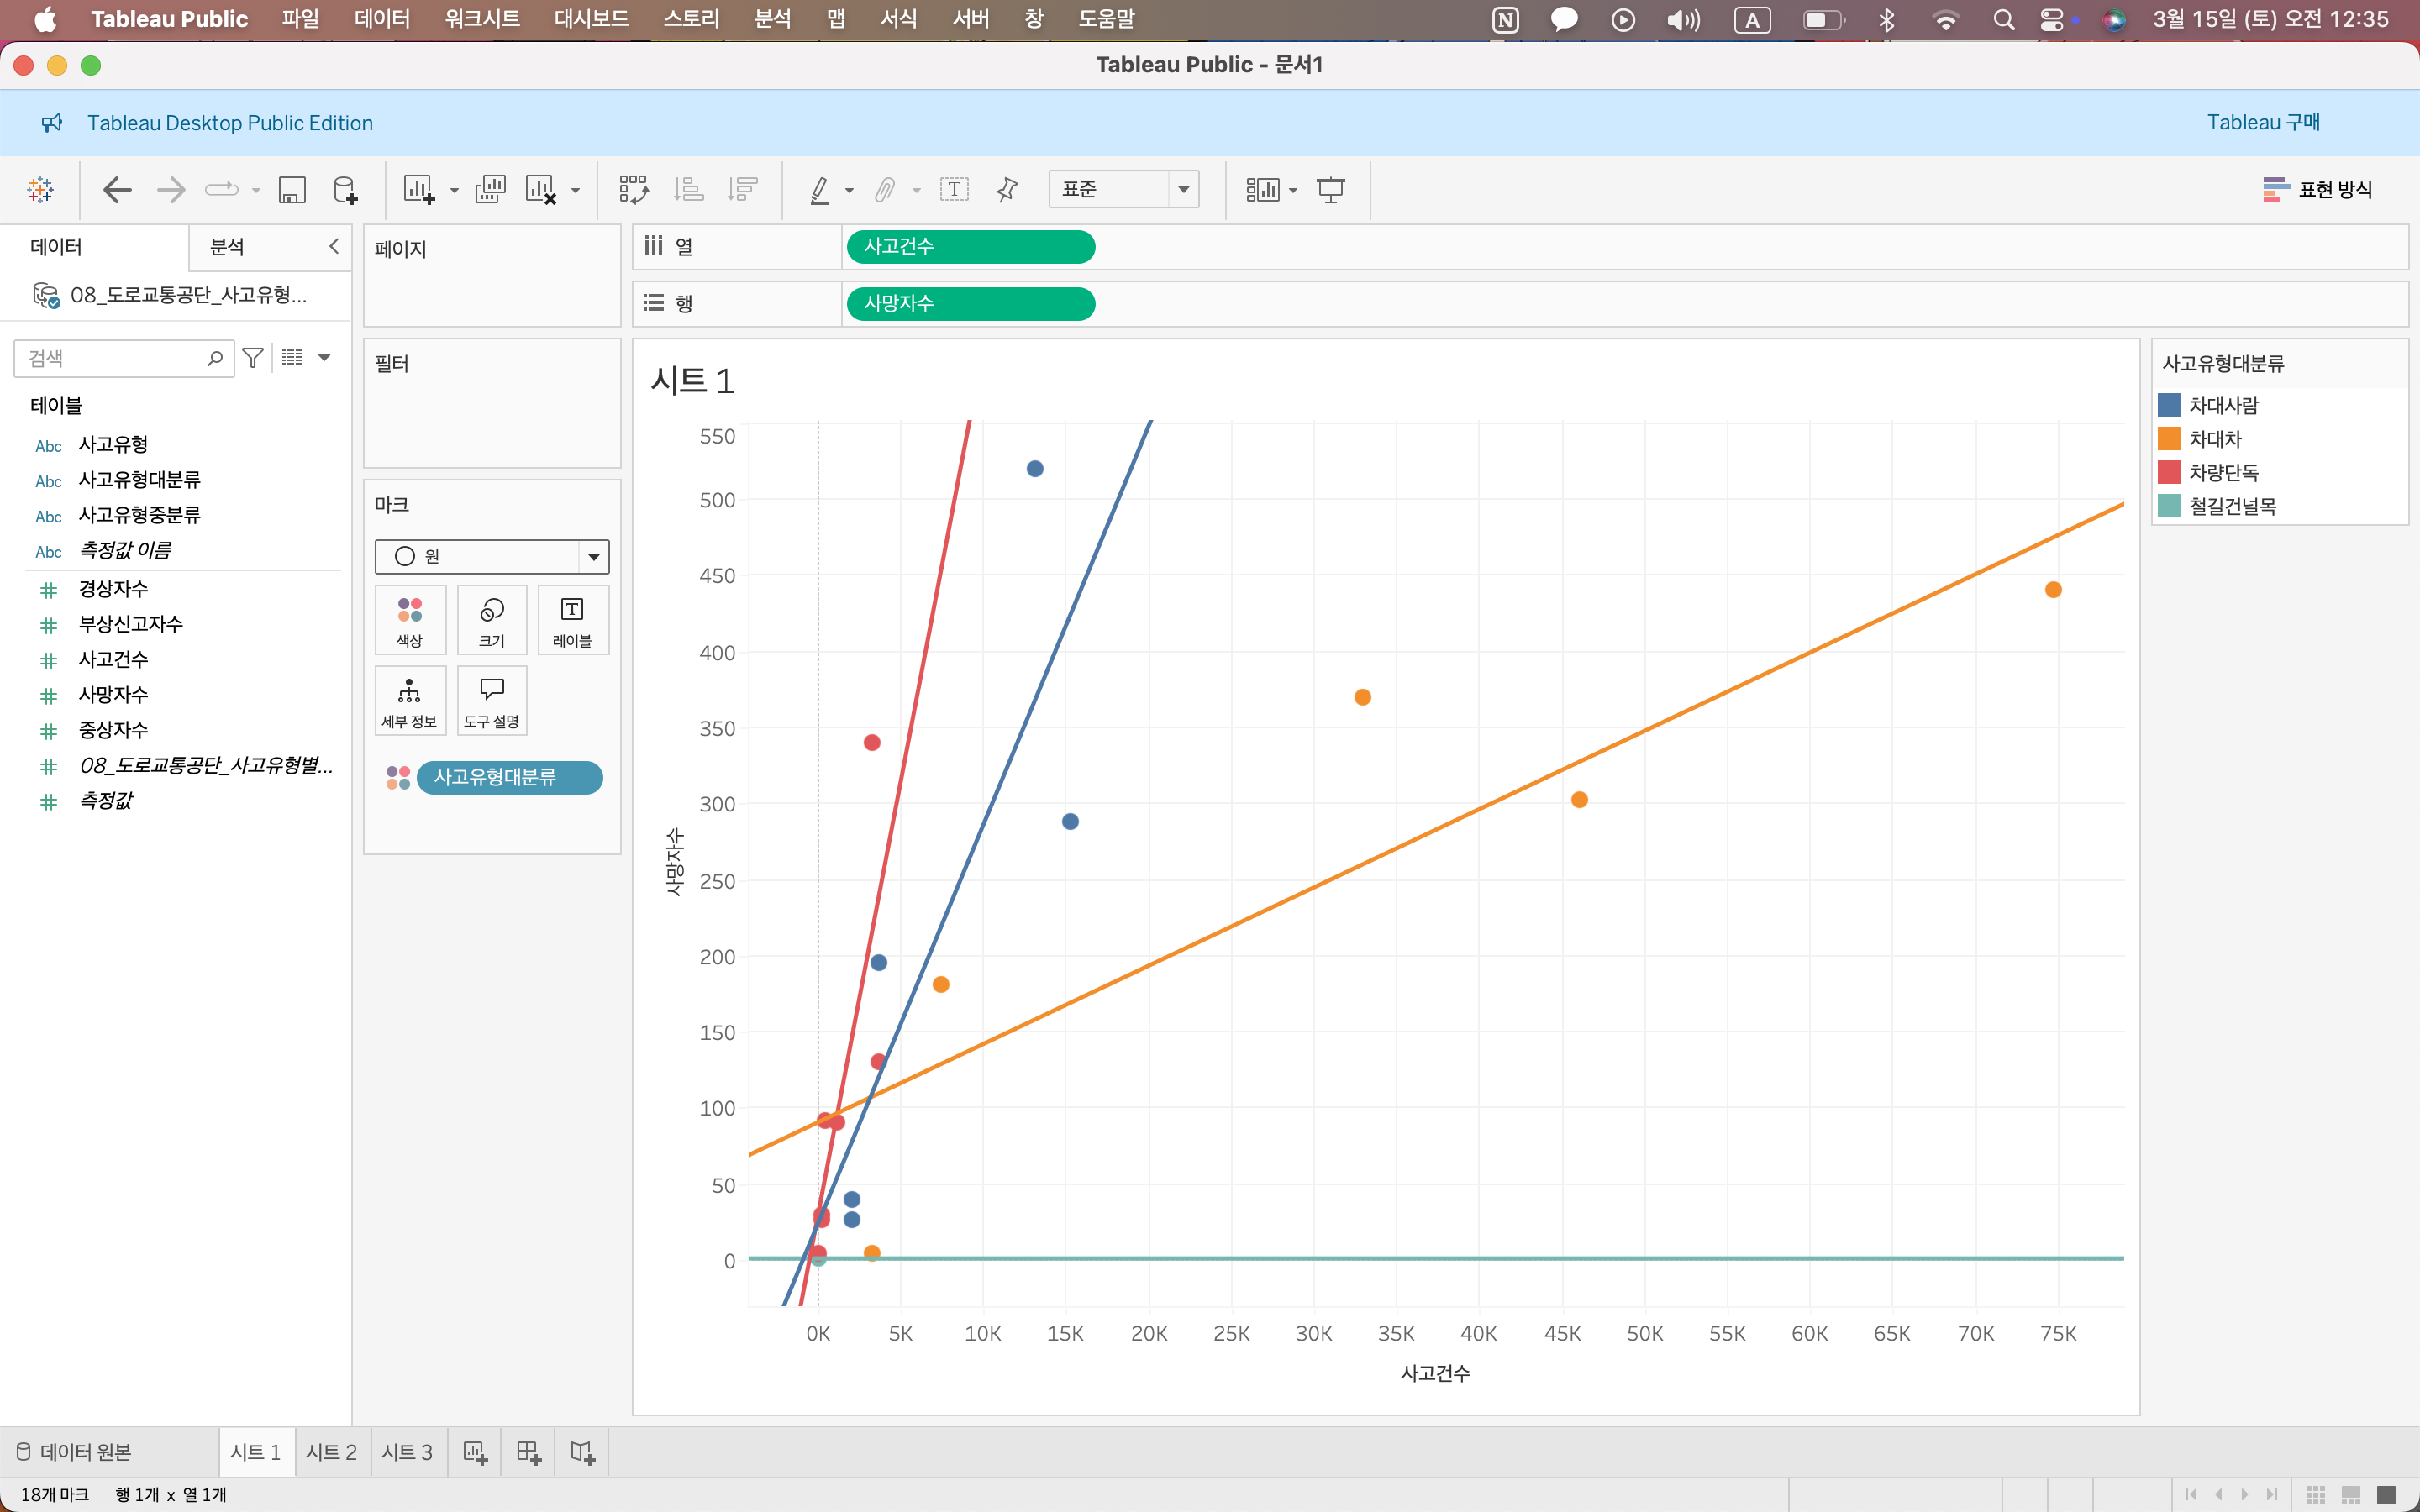 Tableau Public 파일 데이터 워크시트 대시보드 스토리 분석 맵 서식 서버 창 도움말 A 3월 15일 (토) 오전 12:35
Tableau Public - 문서1
Tableau Desktop Public Edition Tableau 구매
표준 표현 방식
데이터 분석
08_도로교통공단_사고유형...
검색
테이블
Abc 사고유형
Abc 사고유형대분류
Abc 사고유형중분류
Abc 측정값 이름
경상자수
부상신고자수
사고건수
사망자수
중상자수
08_도로교통공단_사고유형별...
측정값
페이지
필터
마크
원
색상 크기 레이블
세부 정보 도구 설명
사고유형대분류
열 사고건수
행 사망자수
시트 1
550
500
450
400
350
300
250
200
150
100
50
0
사망자수
0K 5K 10K 15K 20K 25K 30K 35K 40K 45K 50K 55K 60K 65K 70K 75K
사고건수
사고유형대분류
차대사람
차대차
차량단독
철길건널목
데이터 원본 시트 1 시트 2 시트 3
18개 마크 행 1개 x 열 1개